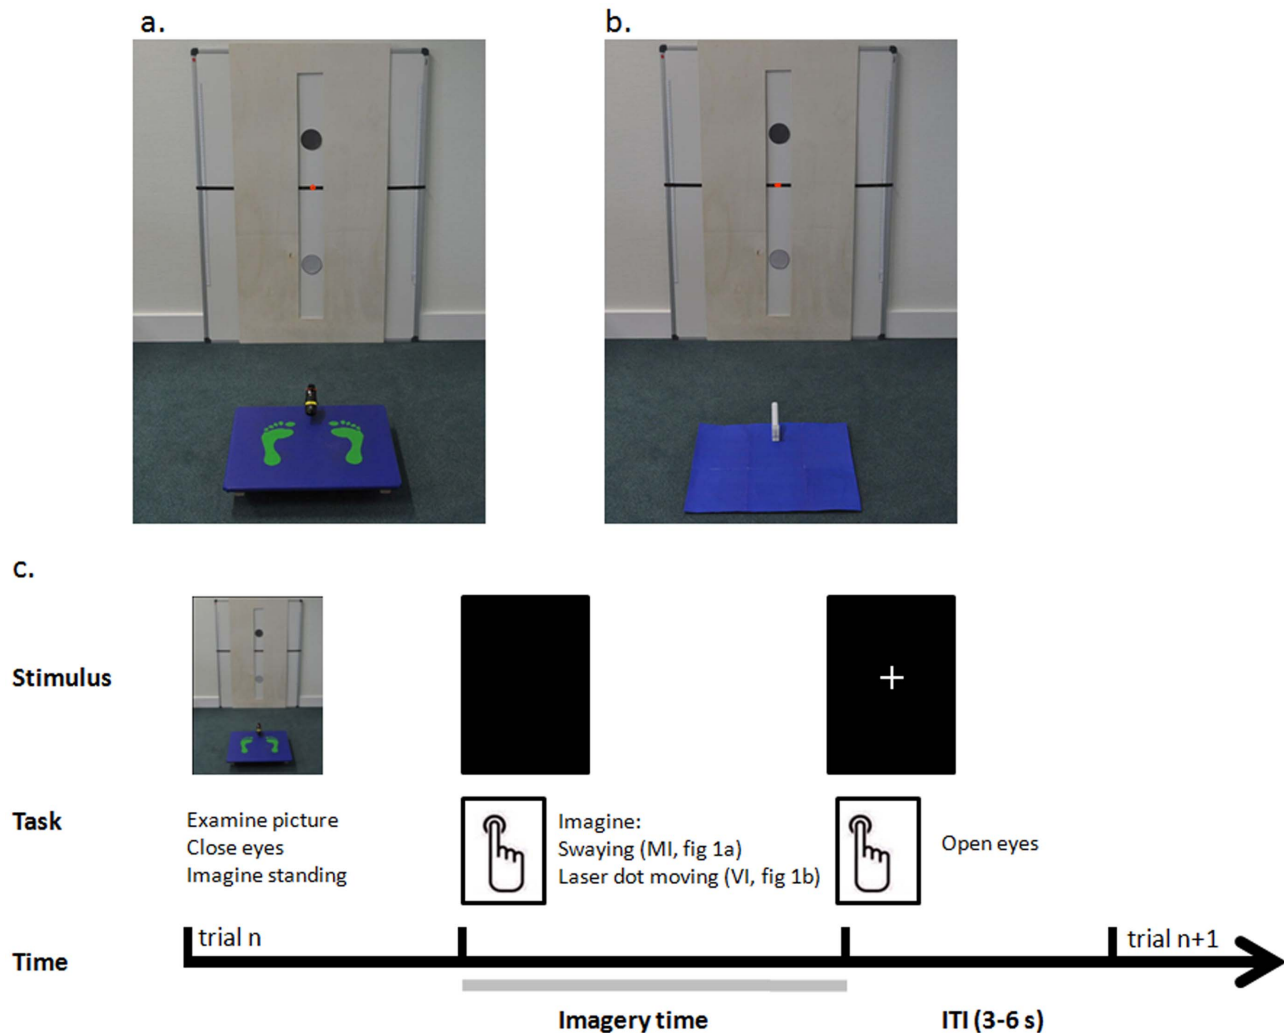 a.
b.
c.
Stimulus
Task
Examine picture
Close eyes
Imagine standing
Imagine:
Swaying (MI, fig 1a)
Laser dot moving (VI, fig 1b)
Open eyes
Time
trial n
trial n+1
Imagery time
ITI (3-6 s)